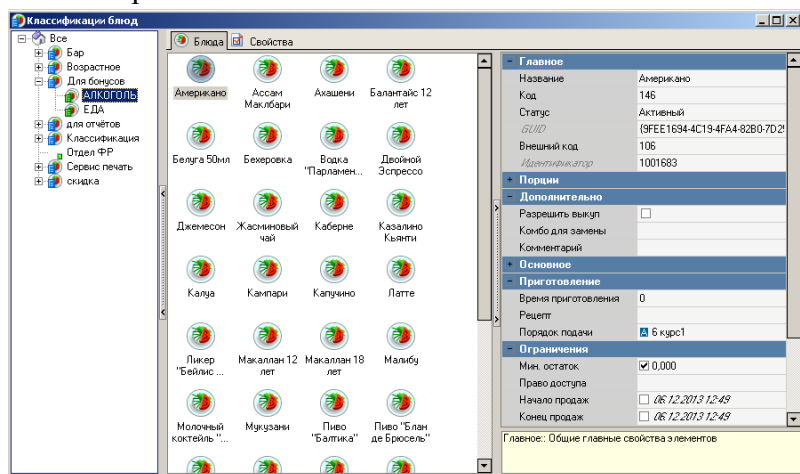 Классификации блюд
Все
Бар
Возрастное
Для бонусов
АЛКОГОЛЬ
ЕДА
для отчётов
Классификация
Отдел ФР
Сервис печать
скидка
Блюда
Свойства
Американо
Ассам Маклбари
Ахашени
Балантайс 12 лет
Белуга 50мл
Бехеровка
Водка "Парламен...
Двойной Эспрессо
Джемесон
Жасминовый чай
Каберне
Казалино Кьянти
Калуа
Кампари
Капучино
Латте
Ликер "Бейлис ...
Макаллан 12 лет
Макаллан 18 лет
Малибу
Молочный коктейль "...
Мукузани
Пиво "Балтика"
Пиво "Блан де Брюсель"
Главное
Название Американо
Код 146
Статус Активный
GUID {9FEE1694-4C19-4FA4-82B0-7D2
Внешний код 106
Идентификатор 1001683
Порции
Дополнительно
Разрешить выкуп
Комбо для замены
Комментарий
Основное
Приготовление
Время приготовления 0
Рецепт
Порядок подачи 6 курс1
Ограничения
Мин. остаток 0,000
Право доступа
Начало продаж 06.12.2013 12:49
Конец продаж 06.12.2013 12:49
Главное:: Общие главные свойства элементов